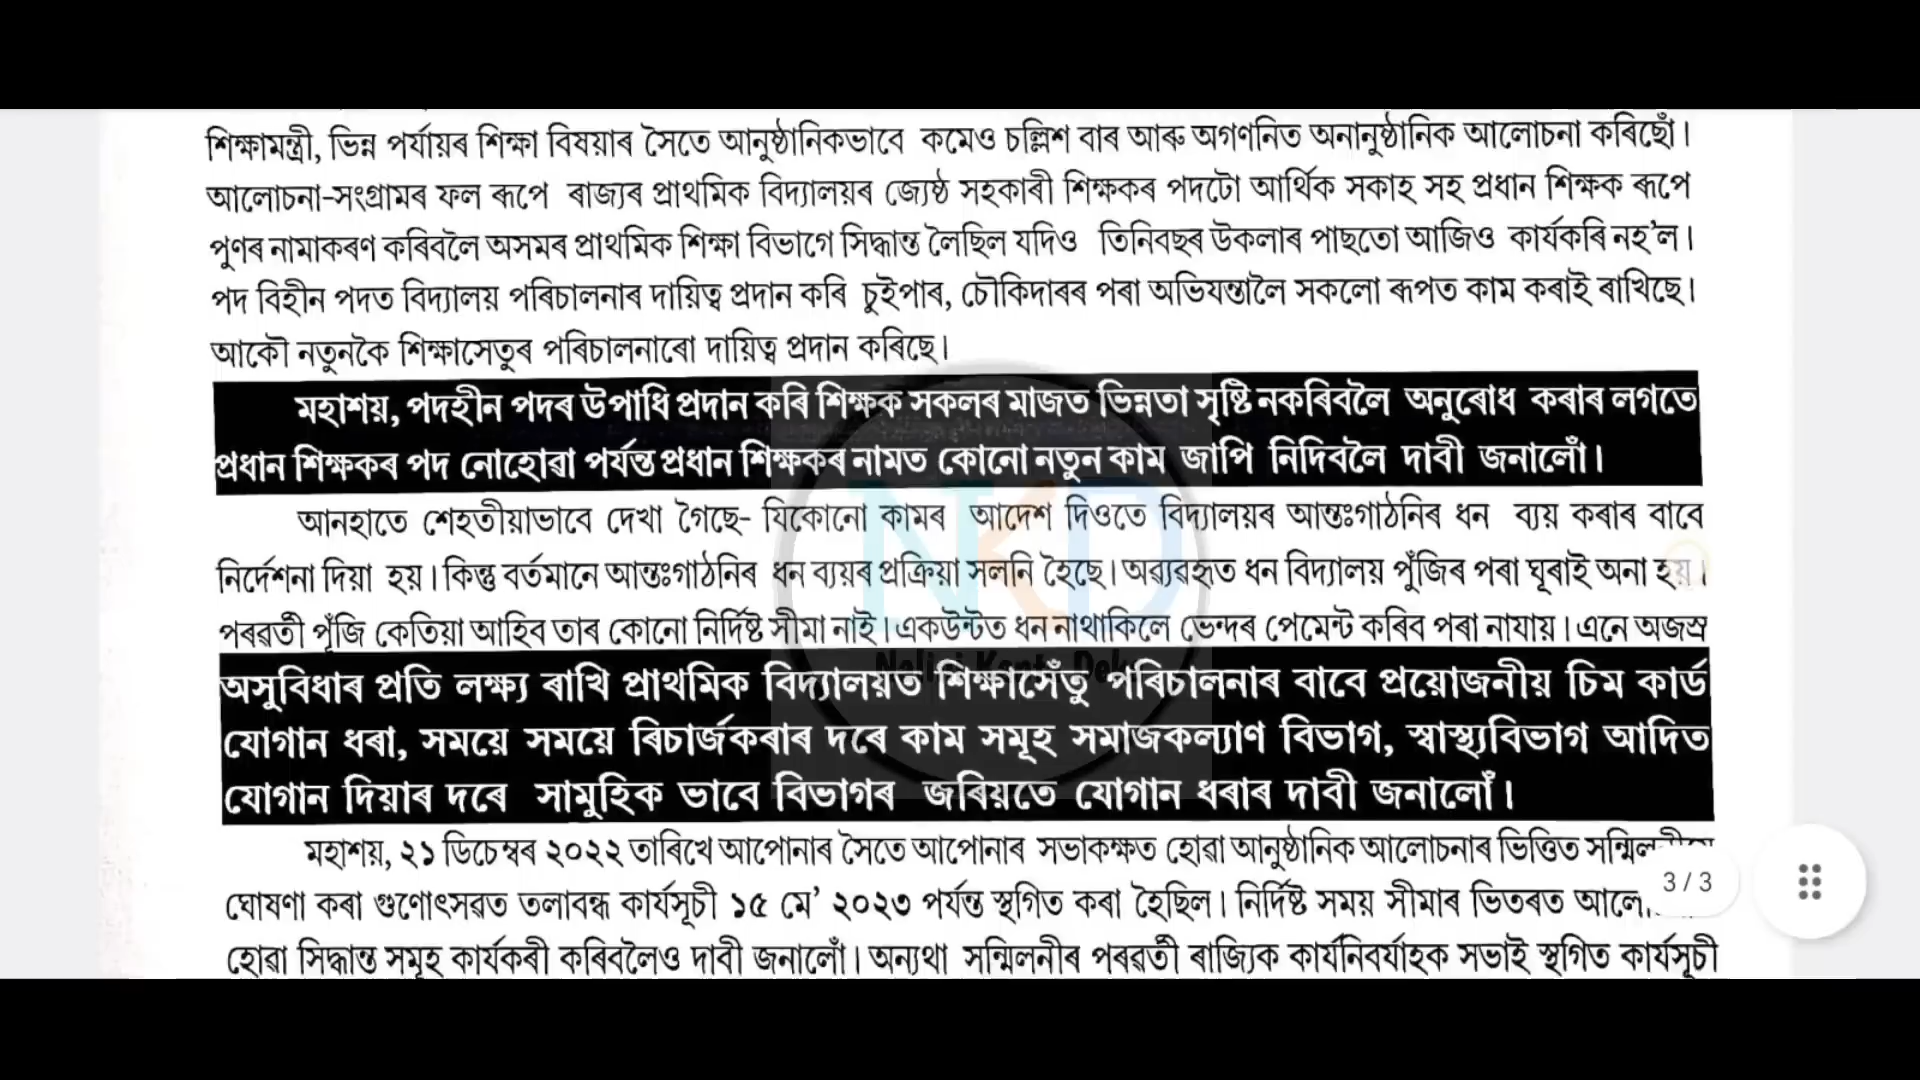 শিক্ষামন্ত্ৰী, ভিন্ন পৰ্যায়ৰ শিক্ষা বিষয়াৰ সৈতে আনুষ্ঠানিকভাবে কমেও চল্লিশ বাৰ আৰু অগণনিত অনানুষ্ঠানিক আলোচনা কৰিছোঁ।
আলোচনা-সংগ্ৰামৰ ফল ৰূপে ৰাজ্যৰ প্ৰাথমিক বিদ্যালয়ৰ জ্যেষ্ঠ সহকাৰী শিক্ষকৰ পদটো আৰ্থিক সকাহ সহ প্ৰধান শিক্ষক ৰূপে
পুণৰ নামাকৰণ কৰিবলৈ অসমৰ প্ৰাথমিক শিক্ষা বিভাগে সিদ্ধান্ত লৈছিল যদিও তিনিবছৰ উকলাৰ পাছতো আজিও কাৰ্যকৰি নহ’ল।
পদ বিহীন পদত বিদ্যালয় পৰিচালনাৰ দায়িত্ব প্ৰদান কৰি চুইপাৰ, চৌকিদাৰৰ পৰা অভিযন্তালৈ সকলো ৰূপত কাম কৰাই ৰাখিছে।
আকৌ নতুনকৈ শিক্ষাসেতুৰ পৰিচালনাৰো দায়িত্ব প্ৰদান কৰিছে।
মহাশয়, পদহীন পদৰ উপাধি প্ৰদান কৰি শিক্ষক সকলৰ মাজত ভিন্নতা সৃষ্টি নকৰিবলৈ অনুৰোধ কৰাৰ লগতে
প্ৰধান শিক্ষকৰ পদ নোহোৱা পৰ্যন্ত প্ৰধান শিক্ষকৰ নামত কোনো নতুন কাম জাপি নিদিবলৈ দাবী জনালোঁ।
আনহাতে শেহতীয়াভাবে দেখা গৈছে- যিকোনো কামৰ আদেশ দিওতে বিদ্যালয়ৰ আন্তঃগাঠনিৰ ধন ব্যয় কৰাৰ বাবে
নিৰ্দেশনা দিয়া হয়। কিন্তু বৰ্তমানে আন্তঃগাঠনিৰ ধন ব্যয়ৰ প্ৰক্ৰিয়া সলনি হৈছে। অব্যৱহৃত ধন বিদ্যালয় পুঁজিৰ পৰা ঘূৰাই অনা হয়।
পৰৱৰ্তী পূঁজি কেতিয়া আহিব তাৰ কোনো নিৰ্দিষ্ট সীমা নাই। একউন্টত ধন নাথাকিলে ভেন্দৰ পেমেন্ট কৰিব পৰা নাযায়। এনে অজস্ৰ
অসুবিধাৰ প্ৰতি লক্ষ্য ৰাখি প্ৰাথমিক বিদ্যালয়ত শিক্ষাসেঁতু পৰিচালনাৰ বাবে প্ৰয়োজনীয় চিম কাৰ্ড
যোগান ধৰা, সময়ে সময়ে ৰিচাৰ্জকৰাৰ দৰে কাম সমূহ সমাজকল্যাণ বিভাগ, স্বাস্থ্যবিভাগ আদিত
যোগান দিয়াৰ দৰে সামুহিক ভাবে বিভাগৰ জৰিয়তে যোগান ধৰাৰ দাবী জনালোঁ।
মহাশয়, ২১ ডিচেম্বৰ ২০২২ তাৰিখে আপোনাৰ সৈতে আপোনাৰ সভাকক্ষত হোৱা আনুষ্ঠানিক আলোচনাৰ ভিত্তিত
ঘোষণা কৰা গুণোৎসৱত তলাবন্ধ কাৰ্যসূচী ১৫ মে’ ২০২৩ পৰ্যন্ত স্থগিত কৰা হৈছিল। নিৰ্দিষ্ট সময় সীমাৰ ভিতৰত
3 / 3
হোৱা সিদ্ধান্ত সমূহ কাৰ্যকৰী কৰিবলৈও দাবী জনালোঁ। অন্যথা সন্মিলনীৰ পৰৱৰ্তী ৰাজ্যিক কাৰ্যনিবৰ্যাহক সভাই স্থগিত কাৰ্যসূচী
NKD
Nalini Kanta Deka